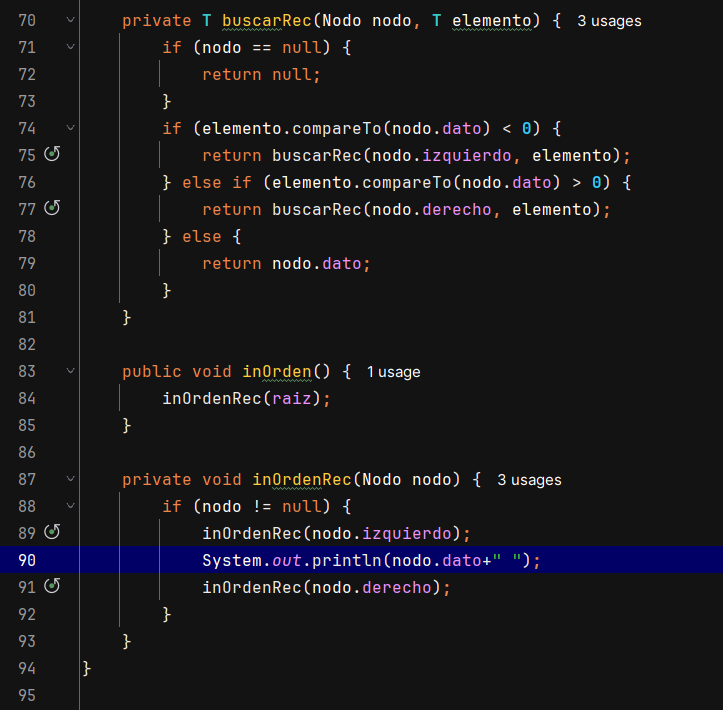 70 private T buscarRec(Nodo nodo, T elemento) { 3 usages
71 if (nodo == null) {
72 return null;
73 }
74 if (elemento.compareTo(nodo.dato) < 0) {
75 return buscarRec(nodo.izquierdo, elemento);
76 } else if (elemento.compareTo(nodo.dato) > 0) {
77 return buscarRec(nodo.derecho, elemento);
78 } else {
79 return nodo.dato;
80 }
81 }
82
83 public void inOrden() { 1 usage
84 inOrdenRec(raiz);
85 }
86
87 private void inOrdenRec(Nodo nodo) { 3 usages
88 if (nodo != null) {
89 inOrdenRec(nodo.izquierdo);
90 System.out.println(nodo.dato+" ");
91 inOrdenRec(nodo.derecho);
92 }
93 }
94 }
95